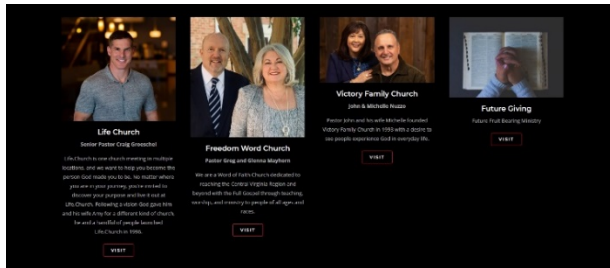 Life Church
Senior Pastor Craig Groeschel
Life.Church is one church meeting in multiple
locations, and we want to help you become the
person God made you to be. No matter where
you are in your journey, you're invited to
discover your purpose and live it out at
Life.Church. Following a vision God gave him
and his wife Amy for a different kind of church,
he and a handful of people launched
Life.Church in 1996.
VISIT
Freedom Word Church
Pastor Greg and Glenna Mayhorn
We are a Word of Faith Church dedicated to
reaching the Central Virginia Region and
beyond with the Full Gospel through teaching,
worship, and ministry to people of all ages and
races.
VISIT
Victory Family Church
John & Michelle Nuzzo
Pastor John and his wife Michelle founded
Victory Family Church in 1993 with a desire to
see people experience God in everyday life.
VISIT
Future Giving
Future Fruit Bearing Ministry
VISIT